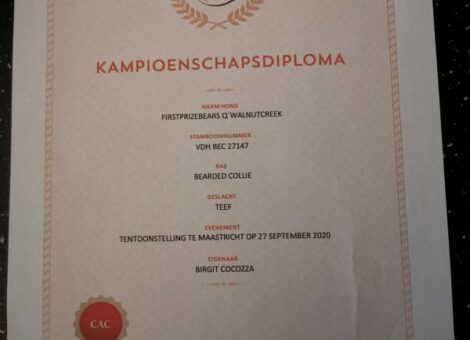 KAMPIOENSCHAPSDIPLOMA
NAAM HOND
FIRSTPRIZEBEARS Q´WALNUTCREEK
STAMBOOMNUMMER
VDH BEC 27147
RAS
BEARDED COLLIE
GESLACHT
TEEF
EVENEMENT
TENTOONSTELLING TE MAASTRICHT OP 27 SEPTEMBER 2020
EIGENAAR
BIRGIT COCOZZA
CAC